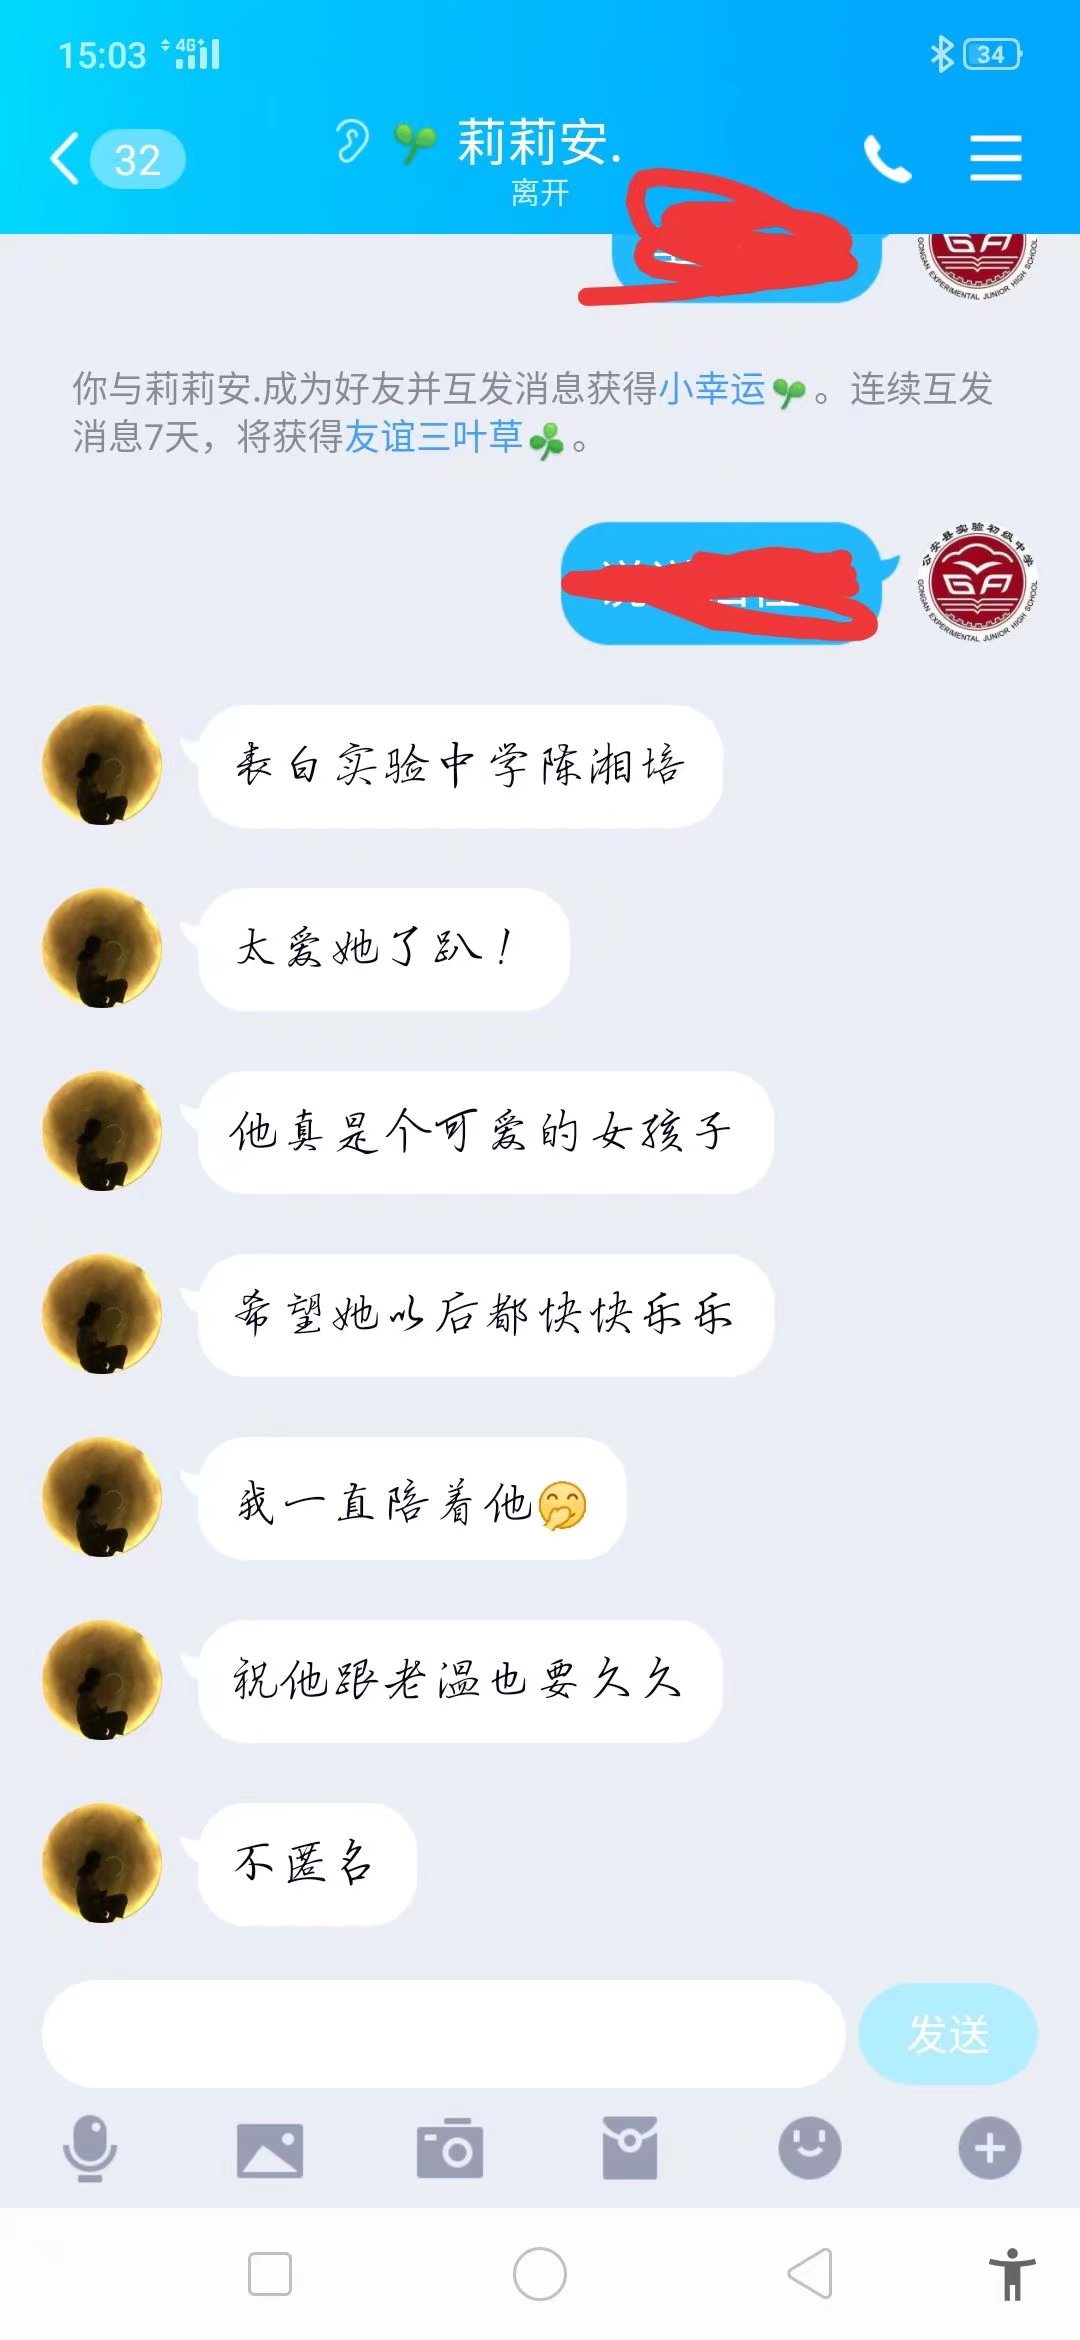 15:03 4G+ 34
32 莉莉安.
离开
GA
GONGAN EXPERIMENTAL JUNIOR HIGH SCHOOL
你与莉莉安.成为好友并互发消息获得小幸运。连续互发
消息7天，将获得友谊三叶草。
公安县实验初级中学
GA
GONGAN EXPERIMENTAL JUNIOR HIGH SCHOOL
表白实验中学陈湘培
太爱她了趴！
他真是个可爱的女孩子
希望她以后都快快乐乐
我一直陪着他
祝他跟老温也要久久
不匿名
发送